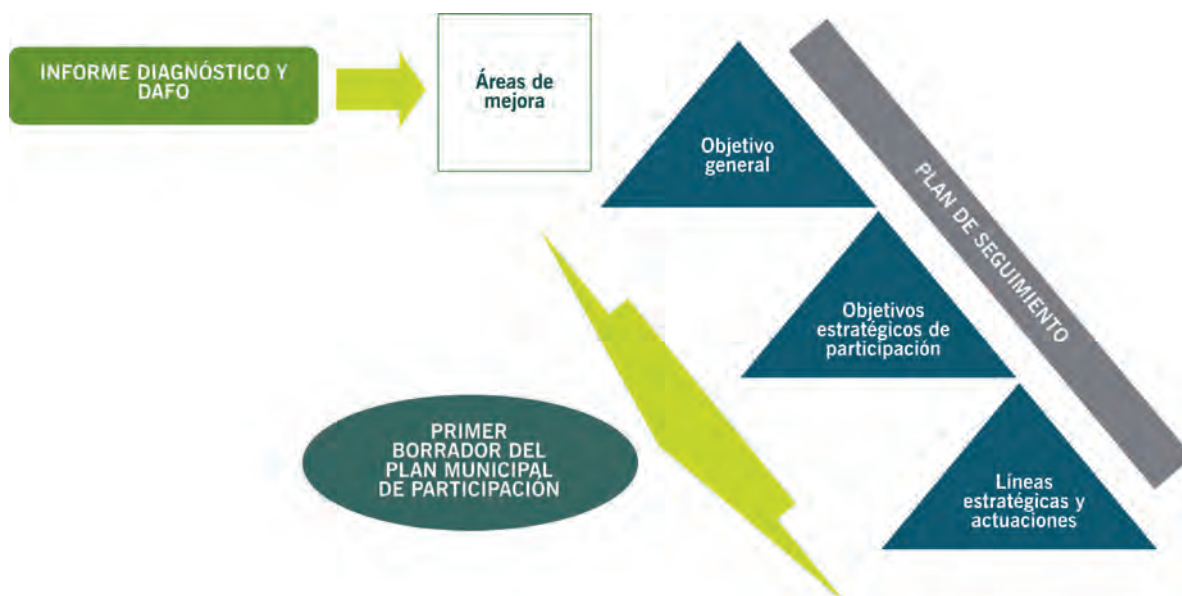 INFORME DIAGNÓSTICO Y
DAFO
Áreas de
mejora
Objetivo
general
PLAN DE SEGUIMIENTO
Objetivos
estratégicos de
participación
PRIMER
BORRADOR DEL
PLAN MUNICIPAL
DE PARTICIPACIÓN
Líneas
estratégicas y
actuaciones